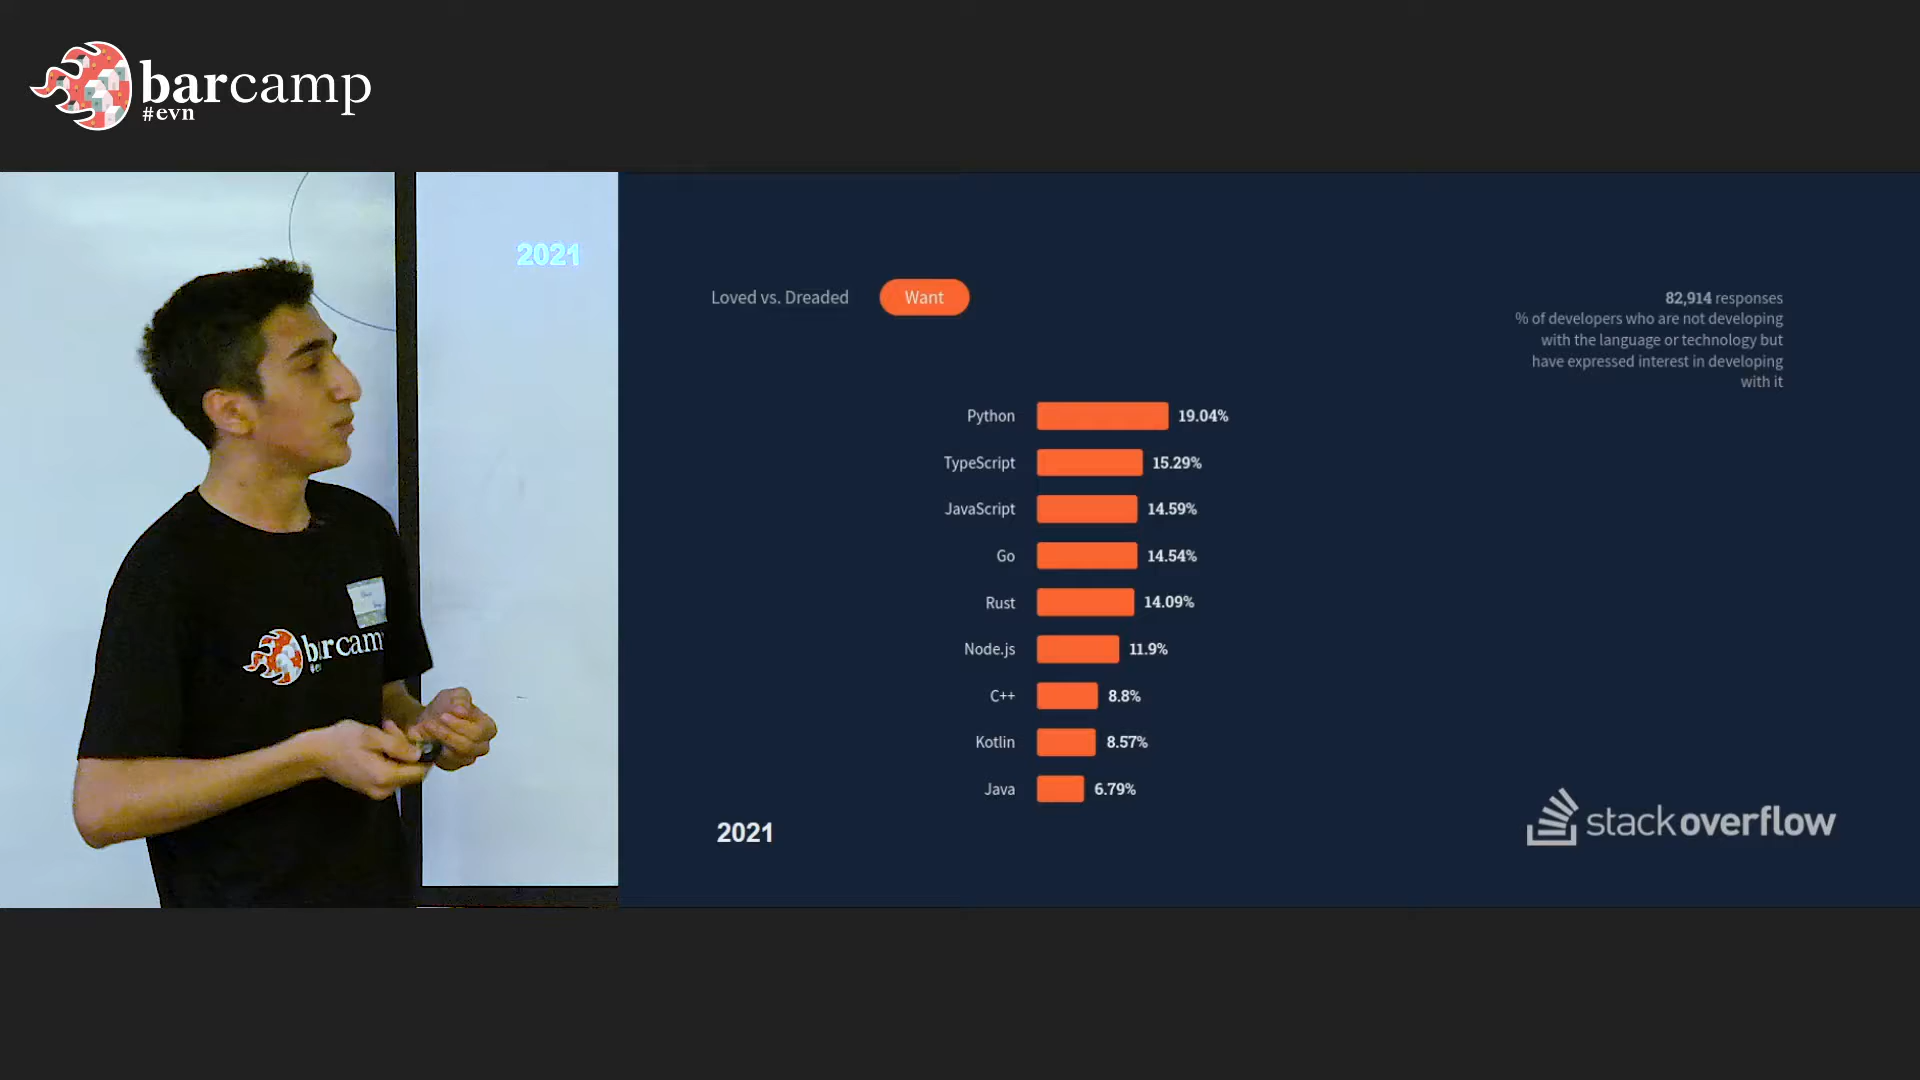 barcamp
#evn
2021
barcam
Loved vs. Dreaded
Want
82,914 responses
% of developers who are not developing
with the language or technology but
have expressed interest in developing
with it
Python 19.04%
TypeScript 15.29%
JavaScript 14.59%
Go 14.54%
Rust 14.09%
Node.js 11.9%
C++ 8.8%
Kotlin 8.57%
Java 6.79%
2021
stackoverflow